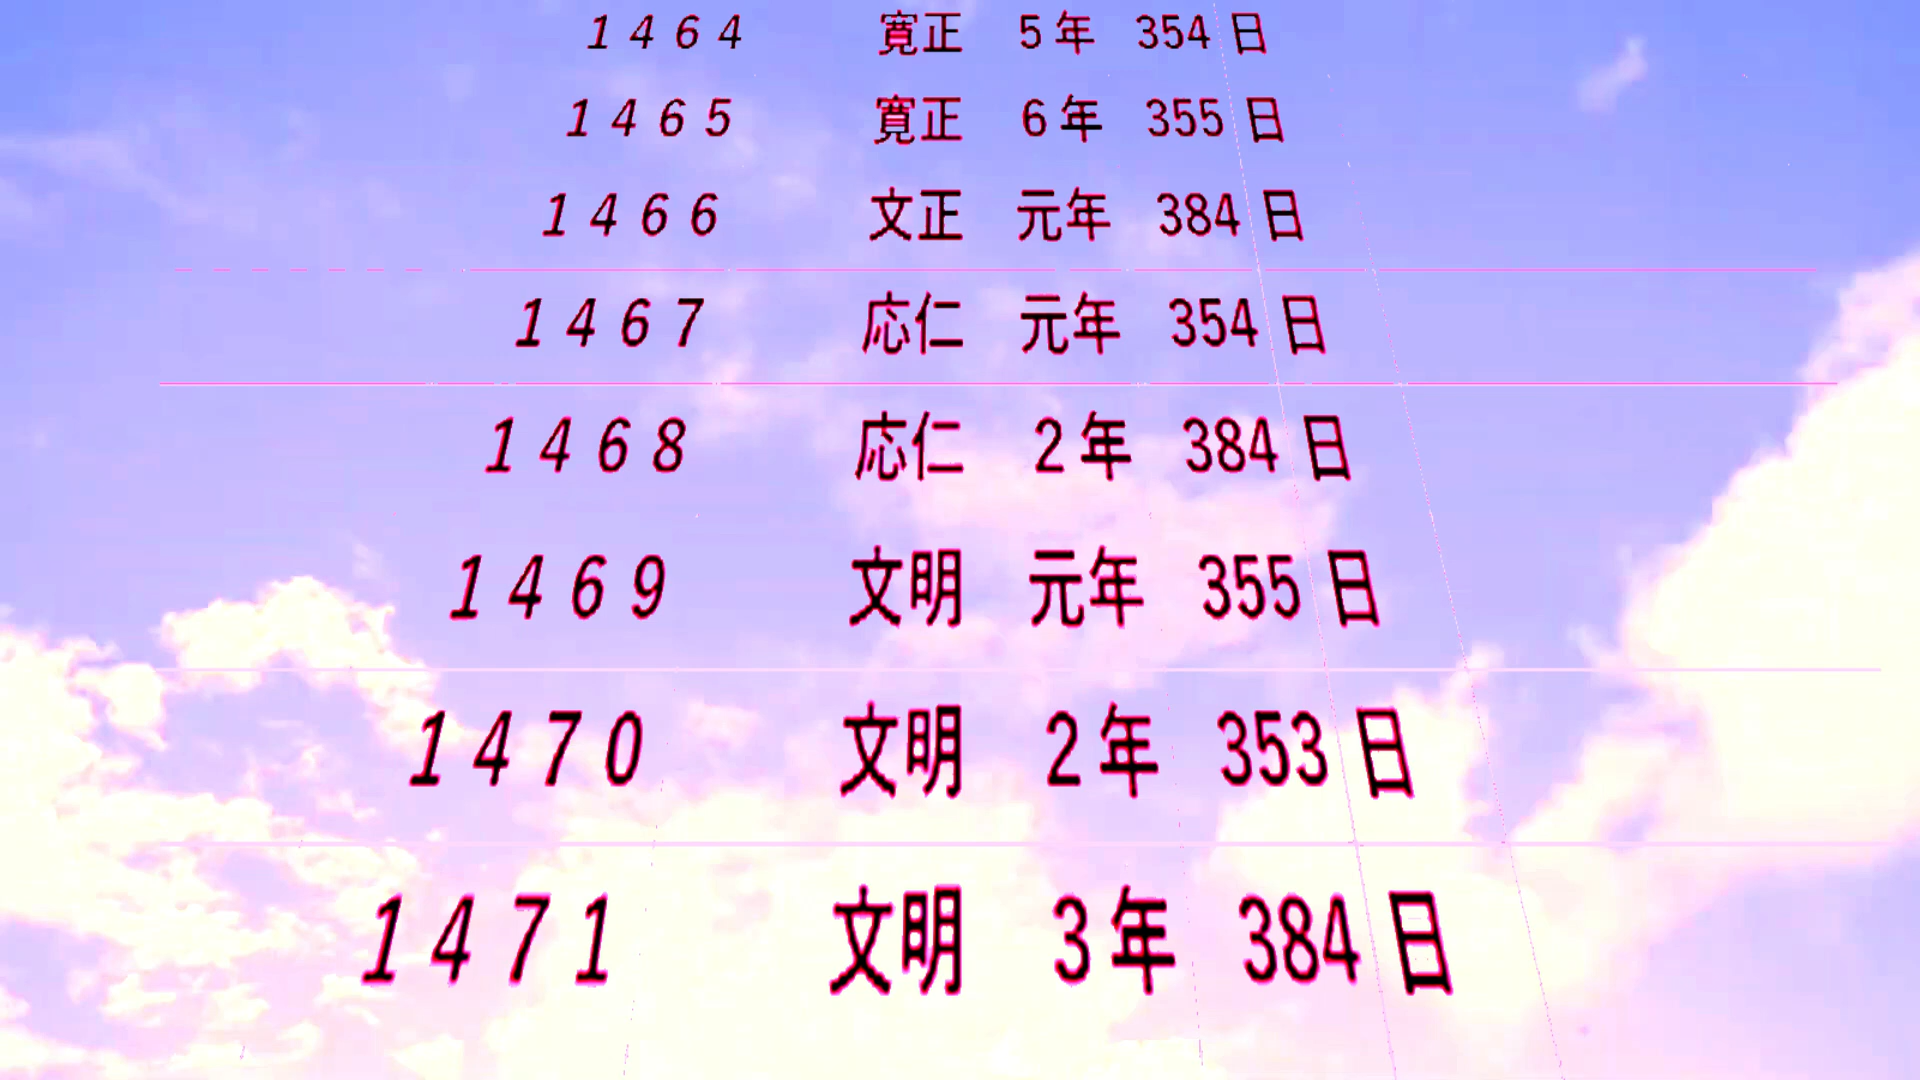 1464 寛正 5年 354日
1465 寛正 6年 355日
1466 文正 元年 384日
1467 応仁 元年 354日
1468 応仁 2年 384日
1469 文明 元年 355日
1470 文明 2年 353日
1471 文明 3年 384日